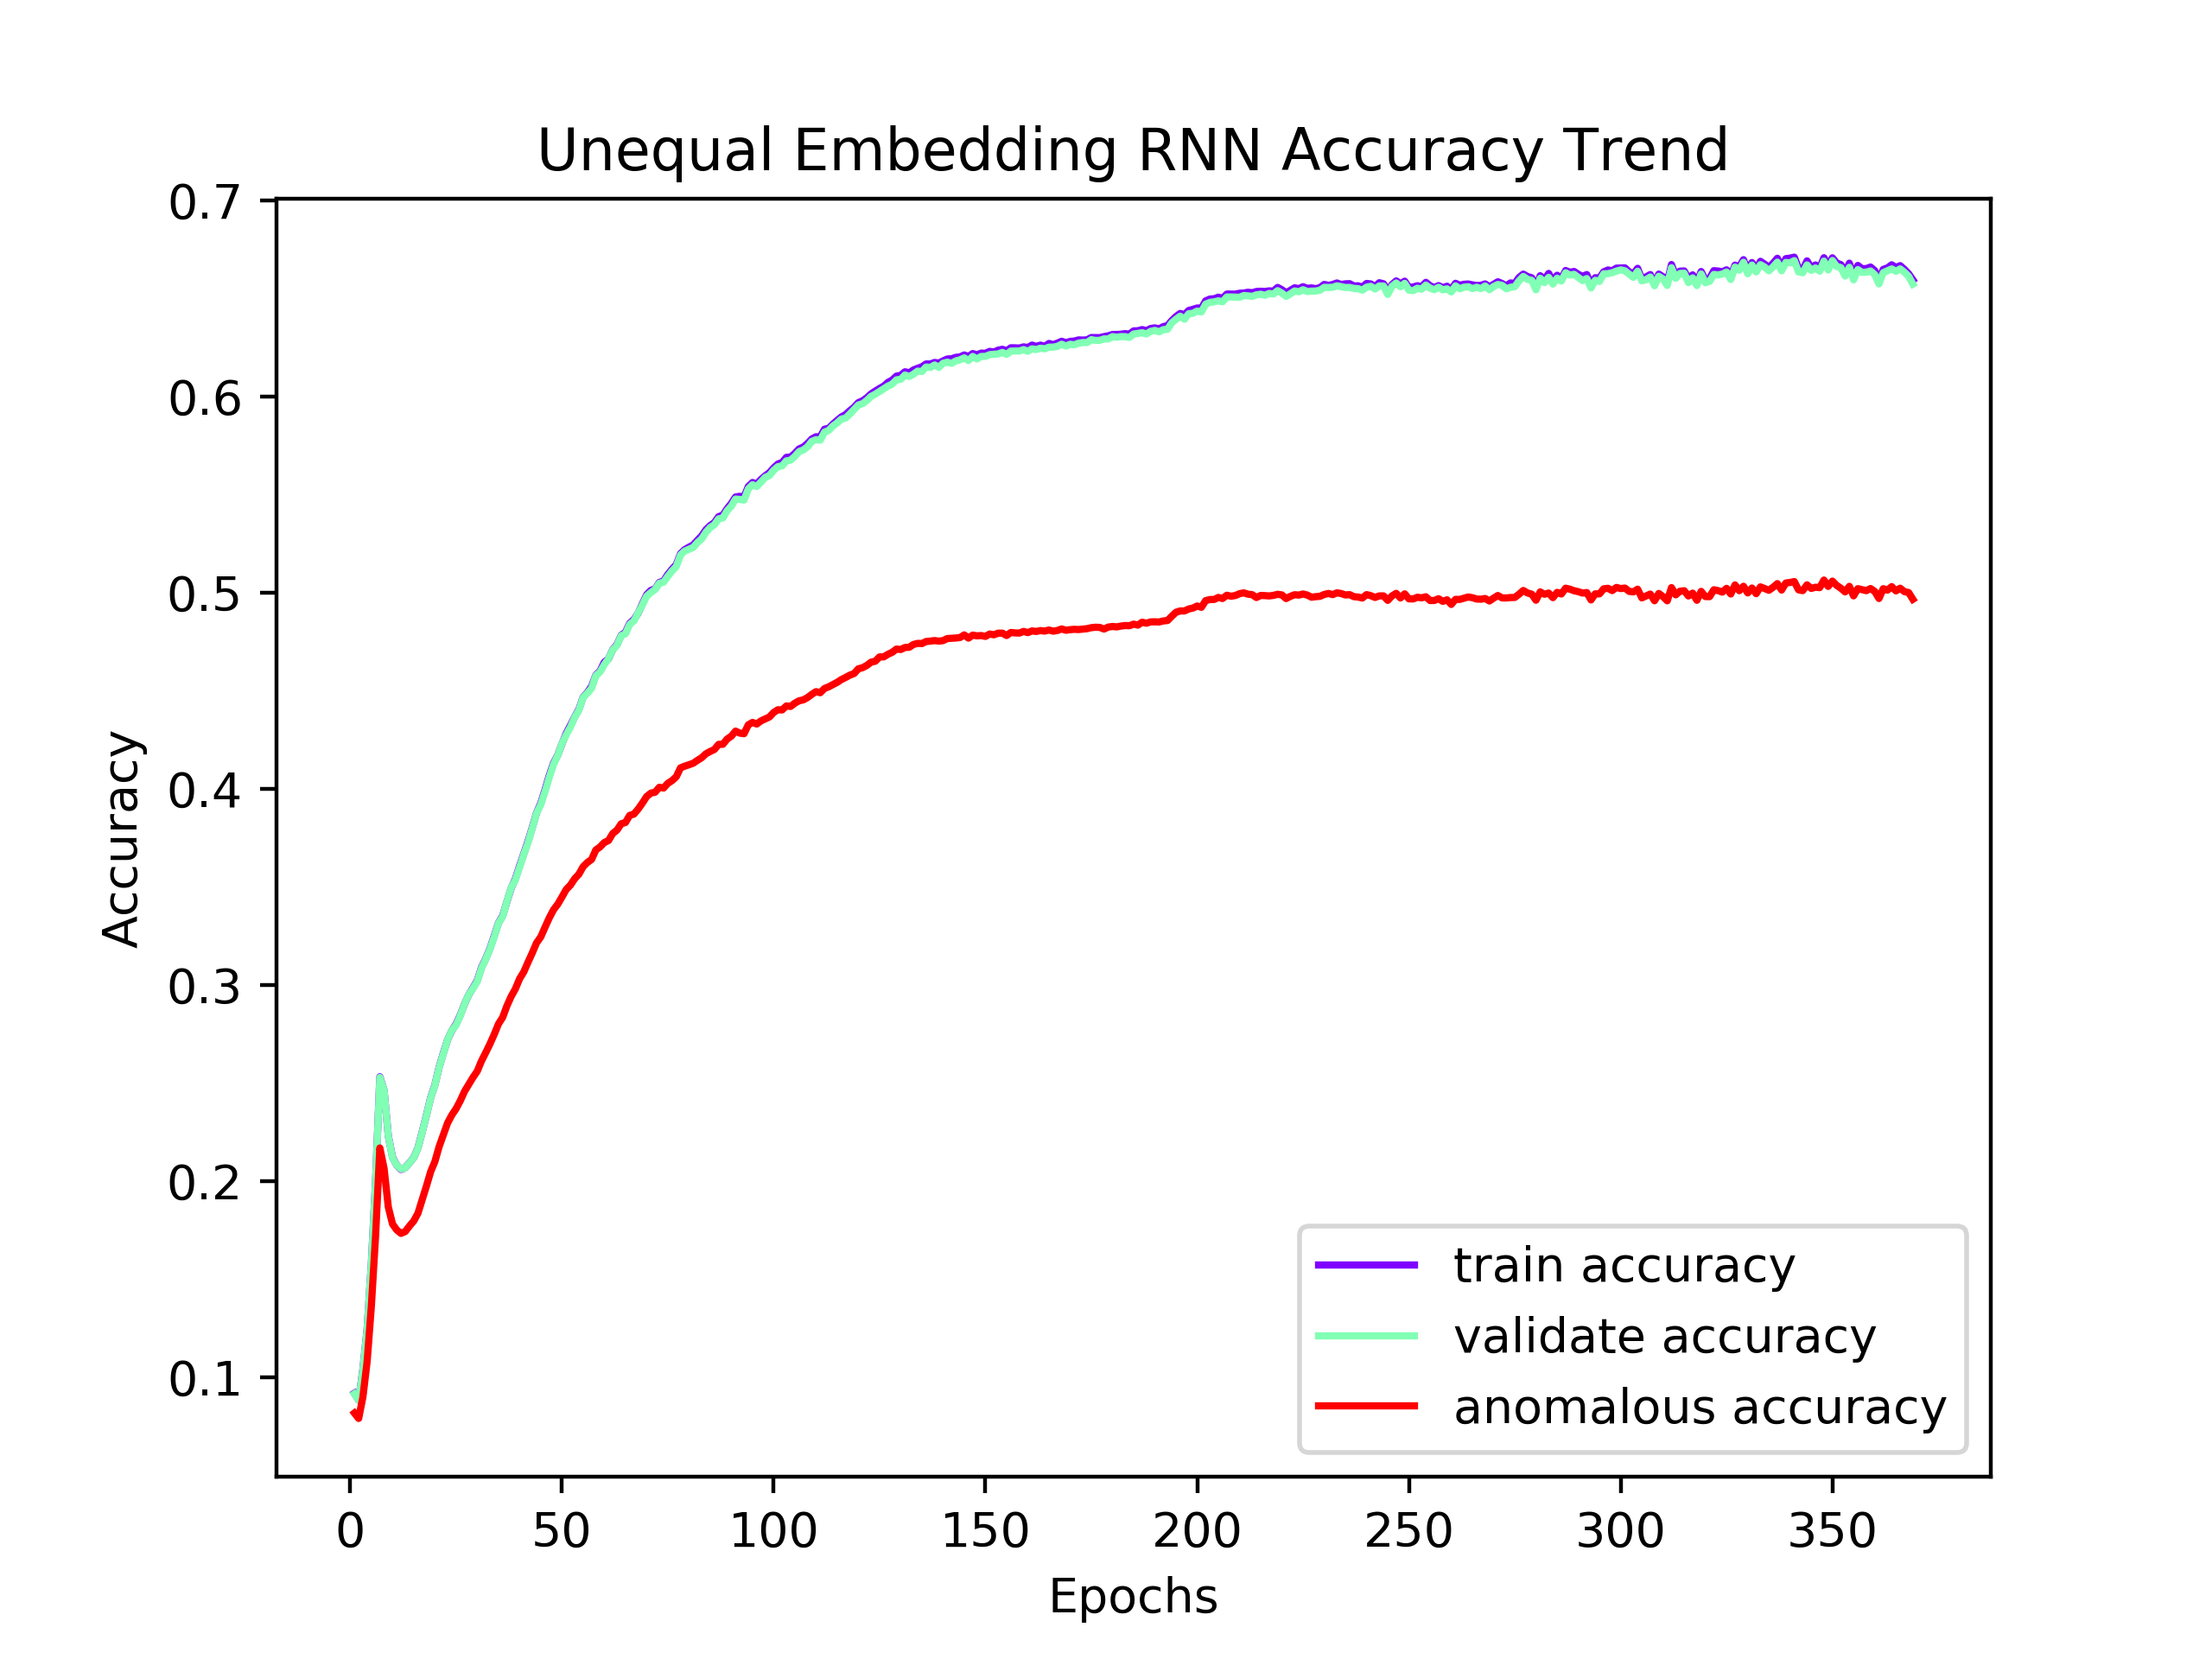 Unequal Embedding RNN Accuracy Trend
0.7
0.6
0.5
0.4
0.3
0.2
0.1
Accuracy
train accuracy
validate accuracy
anomalous accuracy
0 50 100 150 200 250 300 350
Epochs